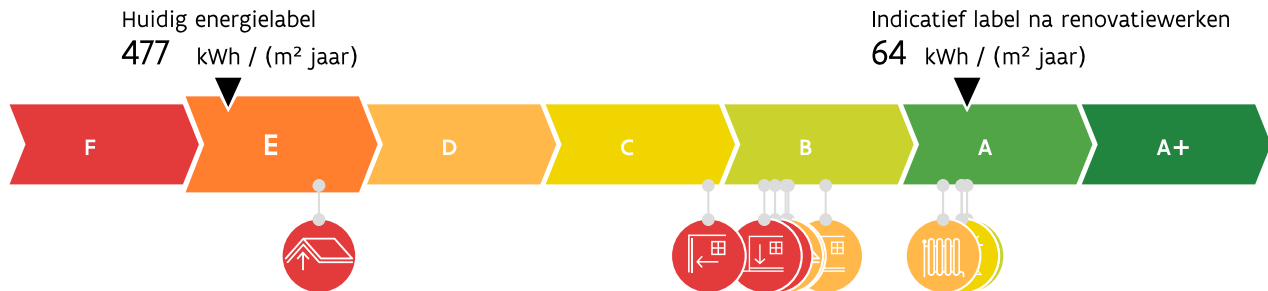 Huidig energielabel
477 kWh / (m² jaar)
Indicatief label na renovatiewerken
64 kWh / (m² jaar)
F E D C B A A+